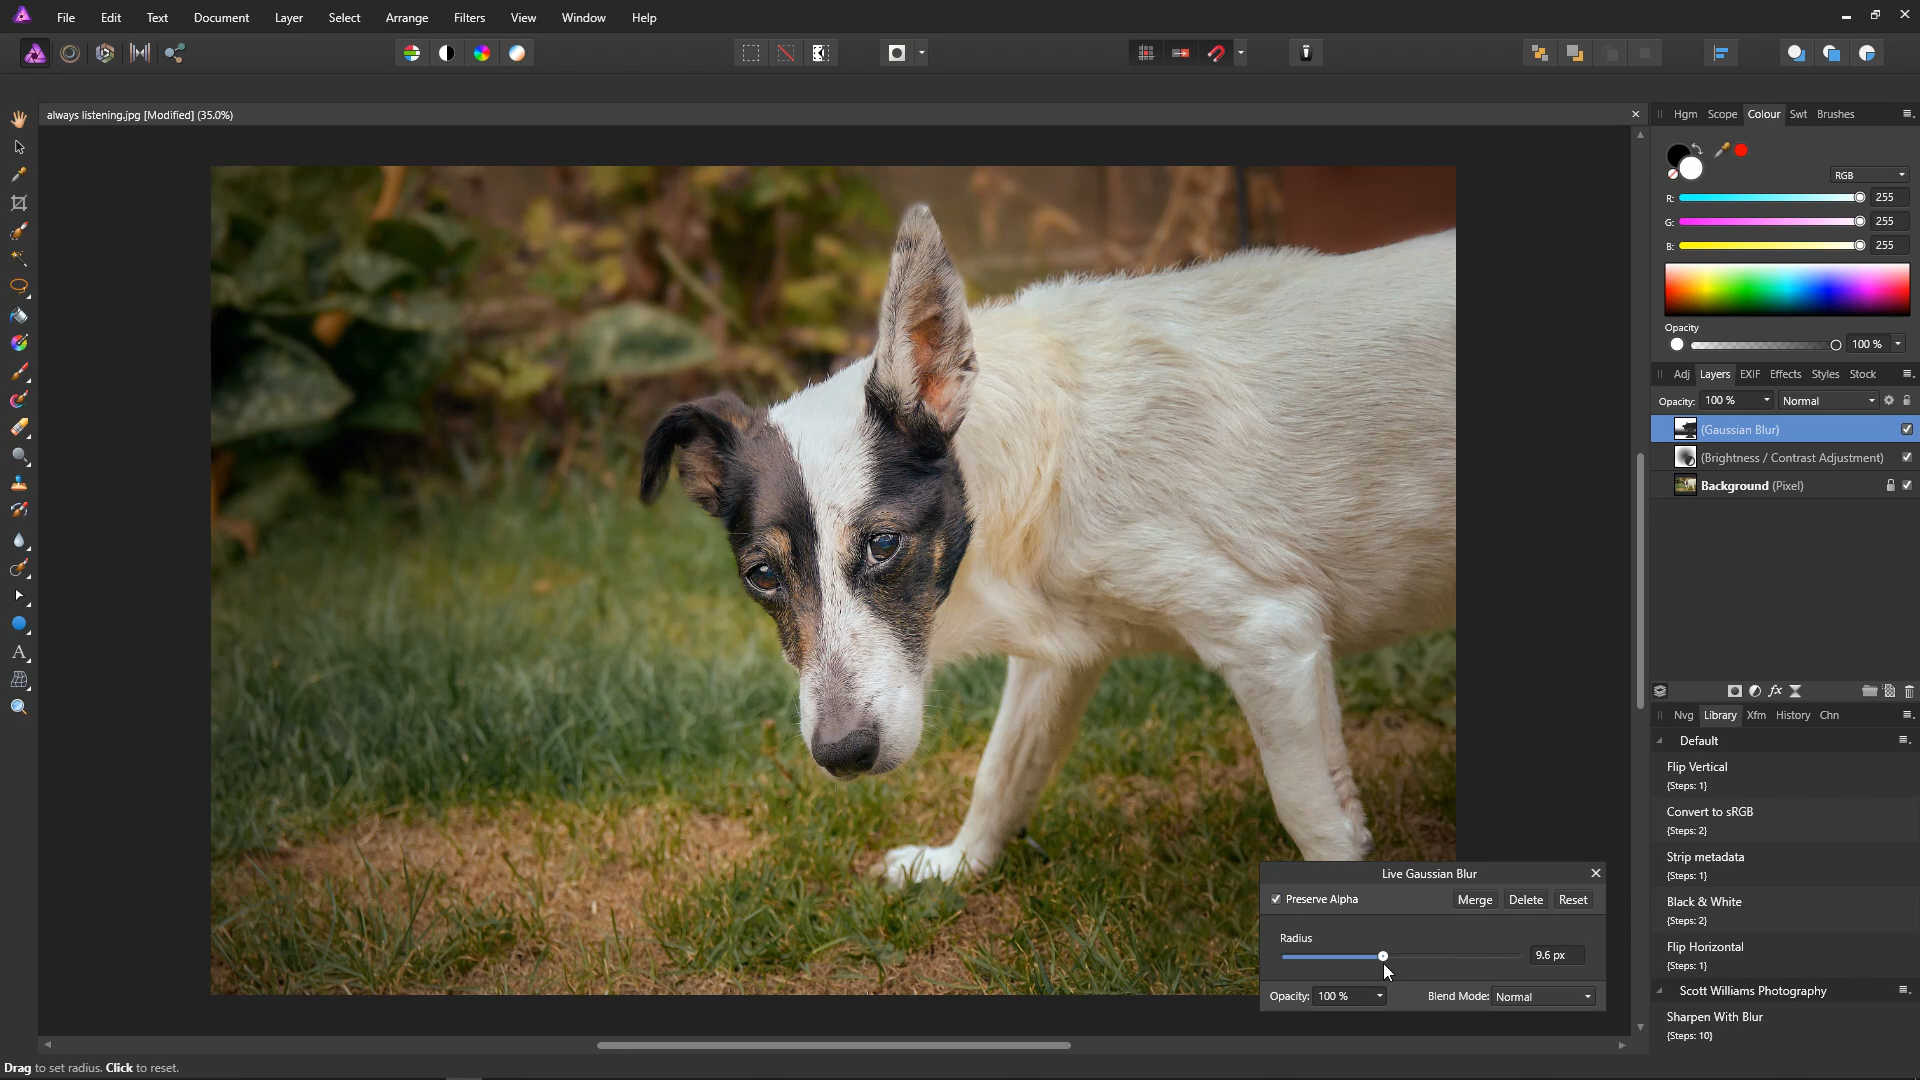 File Edit Text Document Layer Select Arrange Filters View Window Help
always listening.jpg [Modified] (35.0%)
Hgm Scope Colour Swt Brushes
RGB
R: 255
G: 255
B: 255
Opacity
100 %
Adj Layers EXIF Effects Styles Stock
Opacity: 100 % Normal
(Gaussian Blur)
(Brightness / Contrast Adjustment)
Background (Pixel)
Nvg Library Xfm History Chn
Default
Flip Vertical
{Steps: 1}
Convert to sRGB
{Steps: 2}
Strip metadata
{Steps: 1}
Black & White
{Steps: 2}
Flip Horizontal
{Steps: 1}
Scott Williams Photography
Sharpen With Blur
{Steps: 10}
Live Gaussian Blur
Preserve Alpha Merge Delete Reset
Radius
9.6 px
Opacity: 100 % Blend Mode: Normal
Drag to set radius. Click to reset.